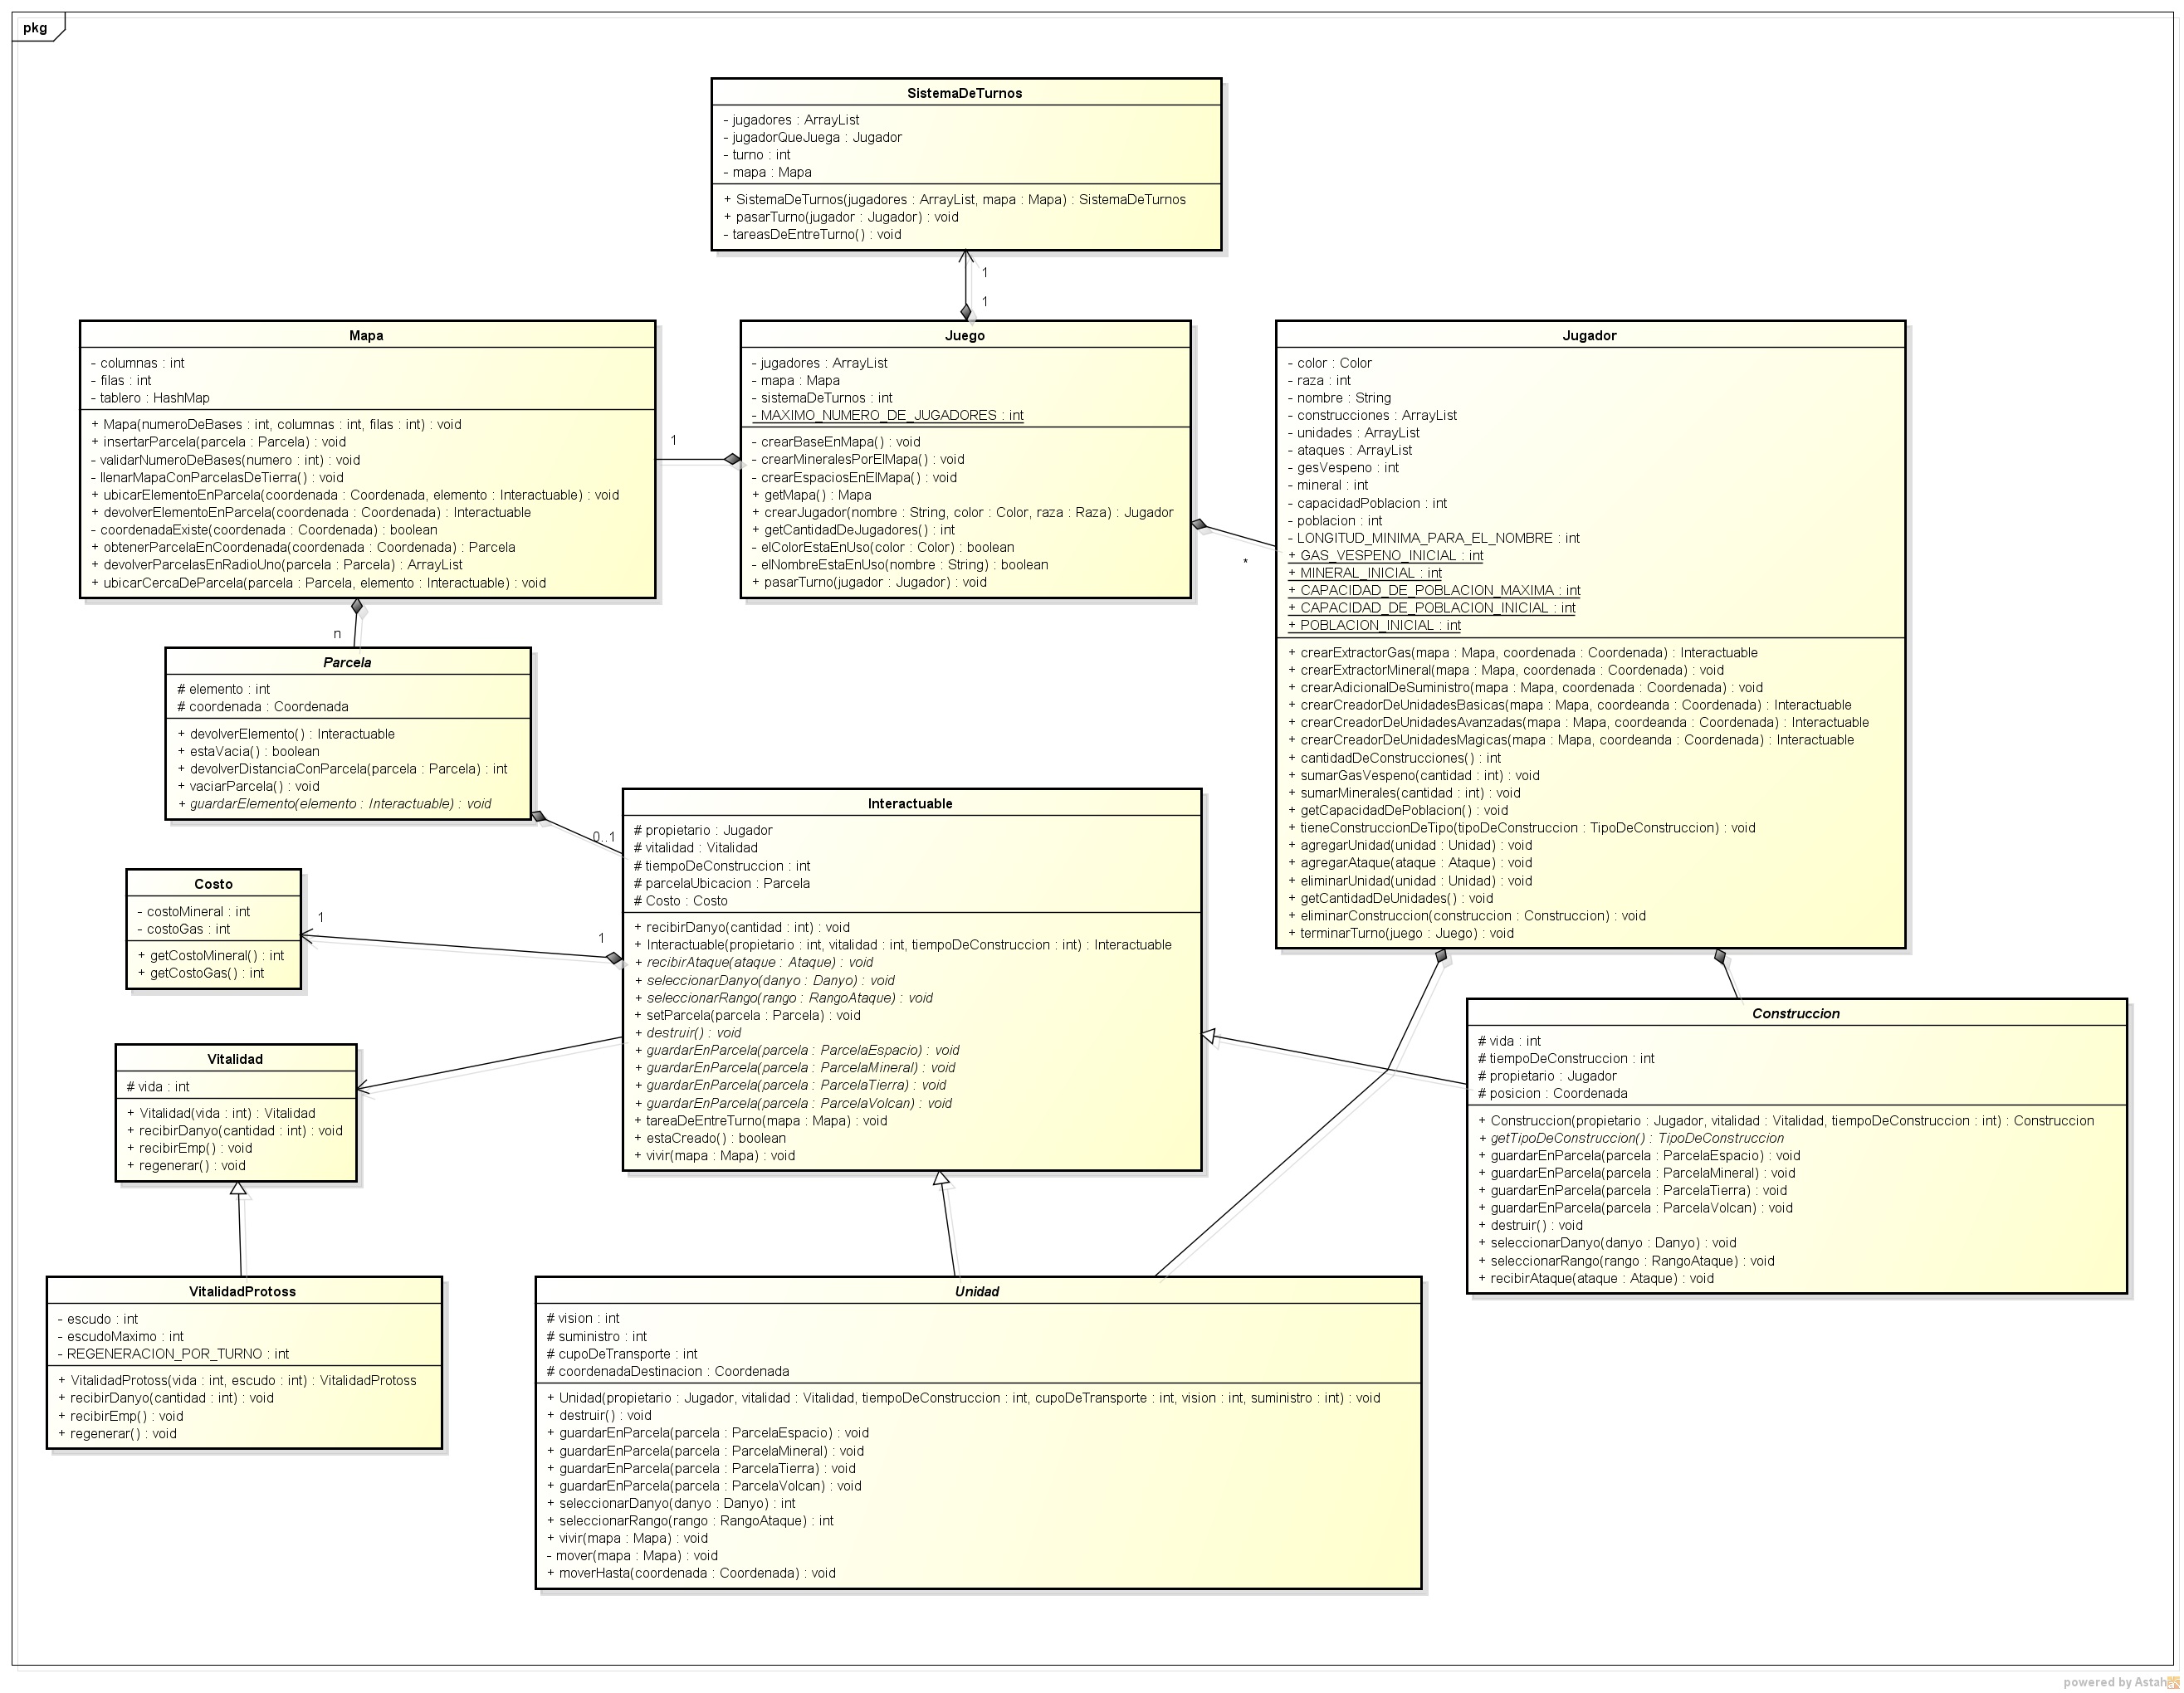 pkg
SistemaDeTurnos
- jugadores : ArrayList
- jugadorQueJuega : Jugador
- turno : int
- mapa : Mapa
+ SistemaDeTurnos(jugadores : ArrayList, mapa : Mapa) : SistemaDeTurnos
+ pasarTurno(jugador : Jugador) : void
- tareasDeEntreTurno() : void
1
1
Mapa
- columnas : int
- filas : int
- tablero : HashMap
+ Mapa(numeroDeBases : int, columnas : int, filas : int) : void
+ insertarParcela(parcela : Parcela) : void
- validarNumeroDeBases(numero : int) : void
- llenarMapaConParcelasDeTierra() : void
+ ubicarElementoEnParcela(coordenada : Coordenada, elemento : Interactuable) : void
+ devolverElementoEnParcela(coordenada : Coordenada) : Interactuable
- coordenadaExiste(coordenada : Coordenada) : boolean
+ obtenerParcelaEnCoordenada(coordenada : Coordenada) : Parcela
+ devolverParcelasEnRadioUno(parcela : Parcela) : ArrayList
+ ubicarCercaDeParcela(parcela : Parcela, elemento : Interactuable) : void
1
Juego
- jugadores : ArrayList
- mapa : Mapa
- sistemaDeTurnos : int
- MAXIMO_NUMERO_DE_JUGADORES : int
- crearBaseEnMapa() : void
- crearMineralesPorElMapa() : void
- crearEspaciosEnElMapa() : void
+ getMapa() : Mapa
+ crearJugador(nombre : String, color : Color, raza : Raza) : Jugador
+ getCantidadDeJugadores() : int
- elColorEstaEnUso(color : Color) : boolean
- elNombreEstaEnUso(nombre : String) : boolean
+ pasarTurno(jugador : Jugador) : void
*
Jugador
- color : Color
- raza : int
- nombre : String
- construcciones : ArrayList
- unidades : ArrayList
- ataques : ArrayList
- gesVespeno : int
- mineral : int
- capacidadPoblacion : int
- poblacion : int
- LONGITUD_MINIMA_PARA_EL_NOMBRE : int
+ GAS_VESPENO_INICIAL : int
+ MINERAL_INICIAL : int
+ CAPACIDAD_DE_POBLACION_MAXIMA : int
+ CAPACIDAD_DE_POBLACION_INICIAL : int
+ POBLACION_INICIAL : int
+ crearExtractorGas(mapa : Mapa, coordenada : Coordenada) : Interactuable
+ crearExtractorMineral(mapa : Mapa, coordenada : Coordenada) : void
+ crearAdicionalDeSuministro(mapa : Mapa, coordenada : Coordenada) : void
+ crearCreadorDeUnidadesBasicas(mapa : Mapa, coordeanda : Coordenada) : Interactuable
+ crearCreadorDeUnidadesAvanzadas(mapa : Mapa, coordeanda : Coordenada) : Interactuable
+ crearCreadorDeUnidadesMagicas(mapa : Mapa, coordeanda : Coordenada) : Interactuable
+ cantidadDeConstrucciones() : int
+ sumarGasVespeno(cantidad : int) : void
+ sumarMinerales(cantidad : int) : void
+ getCapacidadDePoblacion() : void
+ tieneConstruccionDeTipo(tipoDeConstruccion : TipoDeConstruccion) : void
+ agregarUnidad(unidad : Unidad) : void
+ agregarAtaque(ataque : Ataque) : void
+ eliminarUnidad(unidad : Unidad) : void
+ getCantidadDeUnidades() : void
+ eliminarConstruccion(construccion : Construccion) : void
+ terminarTurno(juego : Juego) : void
n
Parcela
# elemento : int
# coordenada : Coordenada
+ devolverElemento() : Interactuable
+ estaVacia() : boolean
+ devolverDistanciaConParcela(parcela : Parcela) : int
+ vaciarParcela() : void
+ guardarElemento(elemento : Interactuable) : void
0..1
Interactuable
# propietario : Jugador
# vitalidad : Vitalidad
# tiempoDeConstruccion : int
# parcelaUbicacion : Parcela
# Costo : Costo
+ recibirDanyo(cantidad : int) : void
+ Interactuable(propietario : int, vitalidad : int, tiempoDeConstruccion : int) : Interactuable
+ recibirAtaque(ataque : Ataque) : void
+ seleccionarDanyo(danyo : Danyo) : void
+ seleccionarRango(rango : RangoAtaque) : void
+ setParcela(parcela : Parcela) : void
+ destruir() : void
+ guardarEnParcela(parcela : ParcelaEspacio) : void
+ guardarEnParcela(parcela : ParcelaMineral) : void
+ guardarEnParcela(parcela : ParcelaTierra) : void
+ guardarEnParcela(parcela : ParcelaVolcan) : void
+ tareaDeEntreTurno(mapa : Mapa) : void
+ estaCreado() : boolean
+ vivir(mapa : Mapa) : void
Costo
- costoMineral : int
- costoGas : int
+ getCostoMineral() : int
+ getCostoGas() : int
1
1
Construccion
# vida : int
# tiempoDeConstruccion : int
# propietario : Jugador
# posicion : Coordenada
+ Construccion(propietario : Jugador, vitalidad : Vitalidad, tiempoDeConstruccion : int) : Construccion
+ getTipoDeConstruccion() : TipoDeConstruccion
+ guardarEnParcela(parcela : ParcelaEspacio) : void
+ guardarEnParcela(parcela : ParcelaMineral) : void
+ guardarEnParcela(parcela : ParcelaTierra) : void
+ guardarEnParcela(parcela : ParcelaVolcan) : void
+ destruir() : void
+ seleccionarDanyo(danyo : Danyo) : void
+ seleccionarRango(rango : RangoAtaque) : void
+ recibirAtaque(ataque : Ataque) : void
Vitalidad
# vida : int
+ Vitalidad(vida : int) : Vitalidad
+ recibirDanyo(cantidad : int) : void
+ recibirEmp() : void
+ regenerar() : void
VitalidadProtoss
- escudo : int
- escudoMaximo : int
- REGENERACION_POR_TURNO : int
+ VitalidadProtoss(vida : int, escudo : int) : VitalidadProtoss
+ recibirDanyo(cantidad : int) : void
+ recibirEmp() : void
+ regenerar() : void
Unidad
# vision : int
# suministro : int
# cupoDeTransporte : int
# coordenadaDestinacion : Coordenada
+ Unidad(propietario : Jugador, vitalidad : Vitalidad, tiempoDeConstruccion : int, cupoDeTransporte : int, vision : int, suministro : int) : void
+ destruir() : void
+ guardarEnParcela(parcela : ParcelaEspacio) : void
+ guardarEnParcela(parcela : ParcelaMineral) : void
+ guardarEnParcela(parcela : ParcelaTierra) : void
+ guardarEnParcela(parcela : ParcelaVolcan) : void
+ seleccionarDanyo(danyo : Danyo) : int
+ seleccionarRango(rango : RangoAtaque) : int
+ vivir(mapa : Mapa) : void
- mover(mapa : Mapa) : void
+ moverHasta(coordenada : Coordenada) : void
powered by Astah